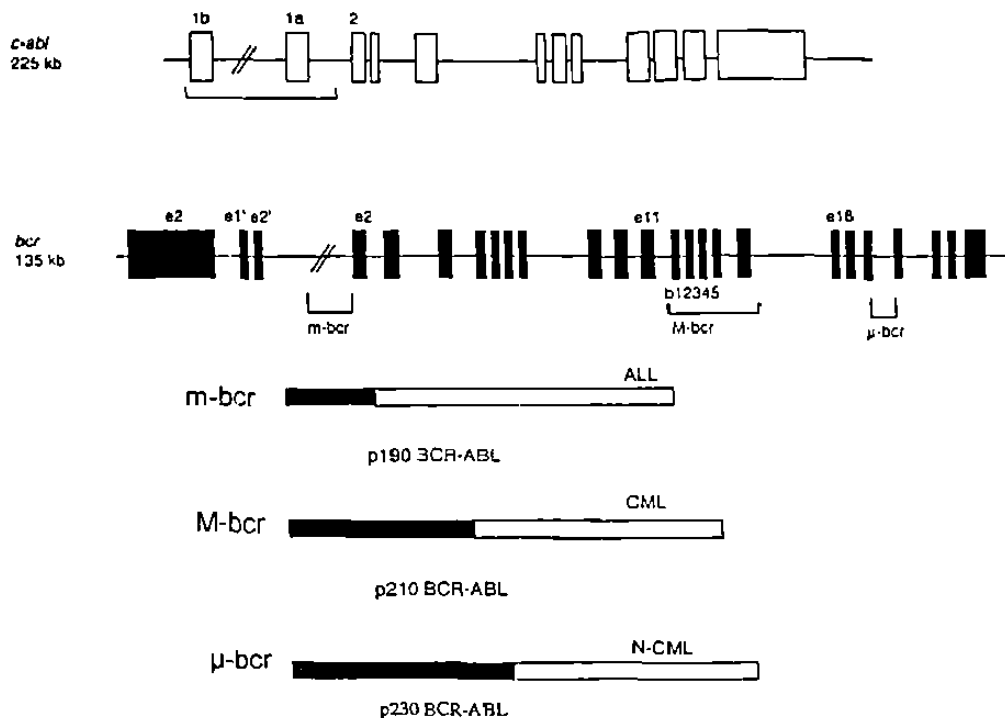 1b 1a 2
c-abl
225 kb
e2 e1' e2' e2 e11 e18
bcr
135 kb
b12345
m-bcr M-bcr μ-bcr
ALL
m-bcr
p190 BCR-ABL
CML
M-bcr
p210 BCR-ABL
N-CML
μ-bcr
p230 BCR-ABL